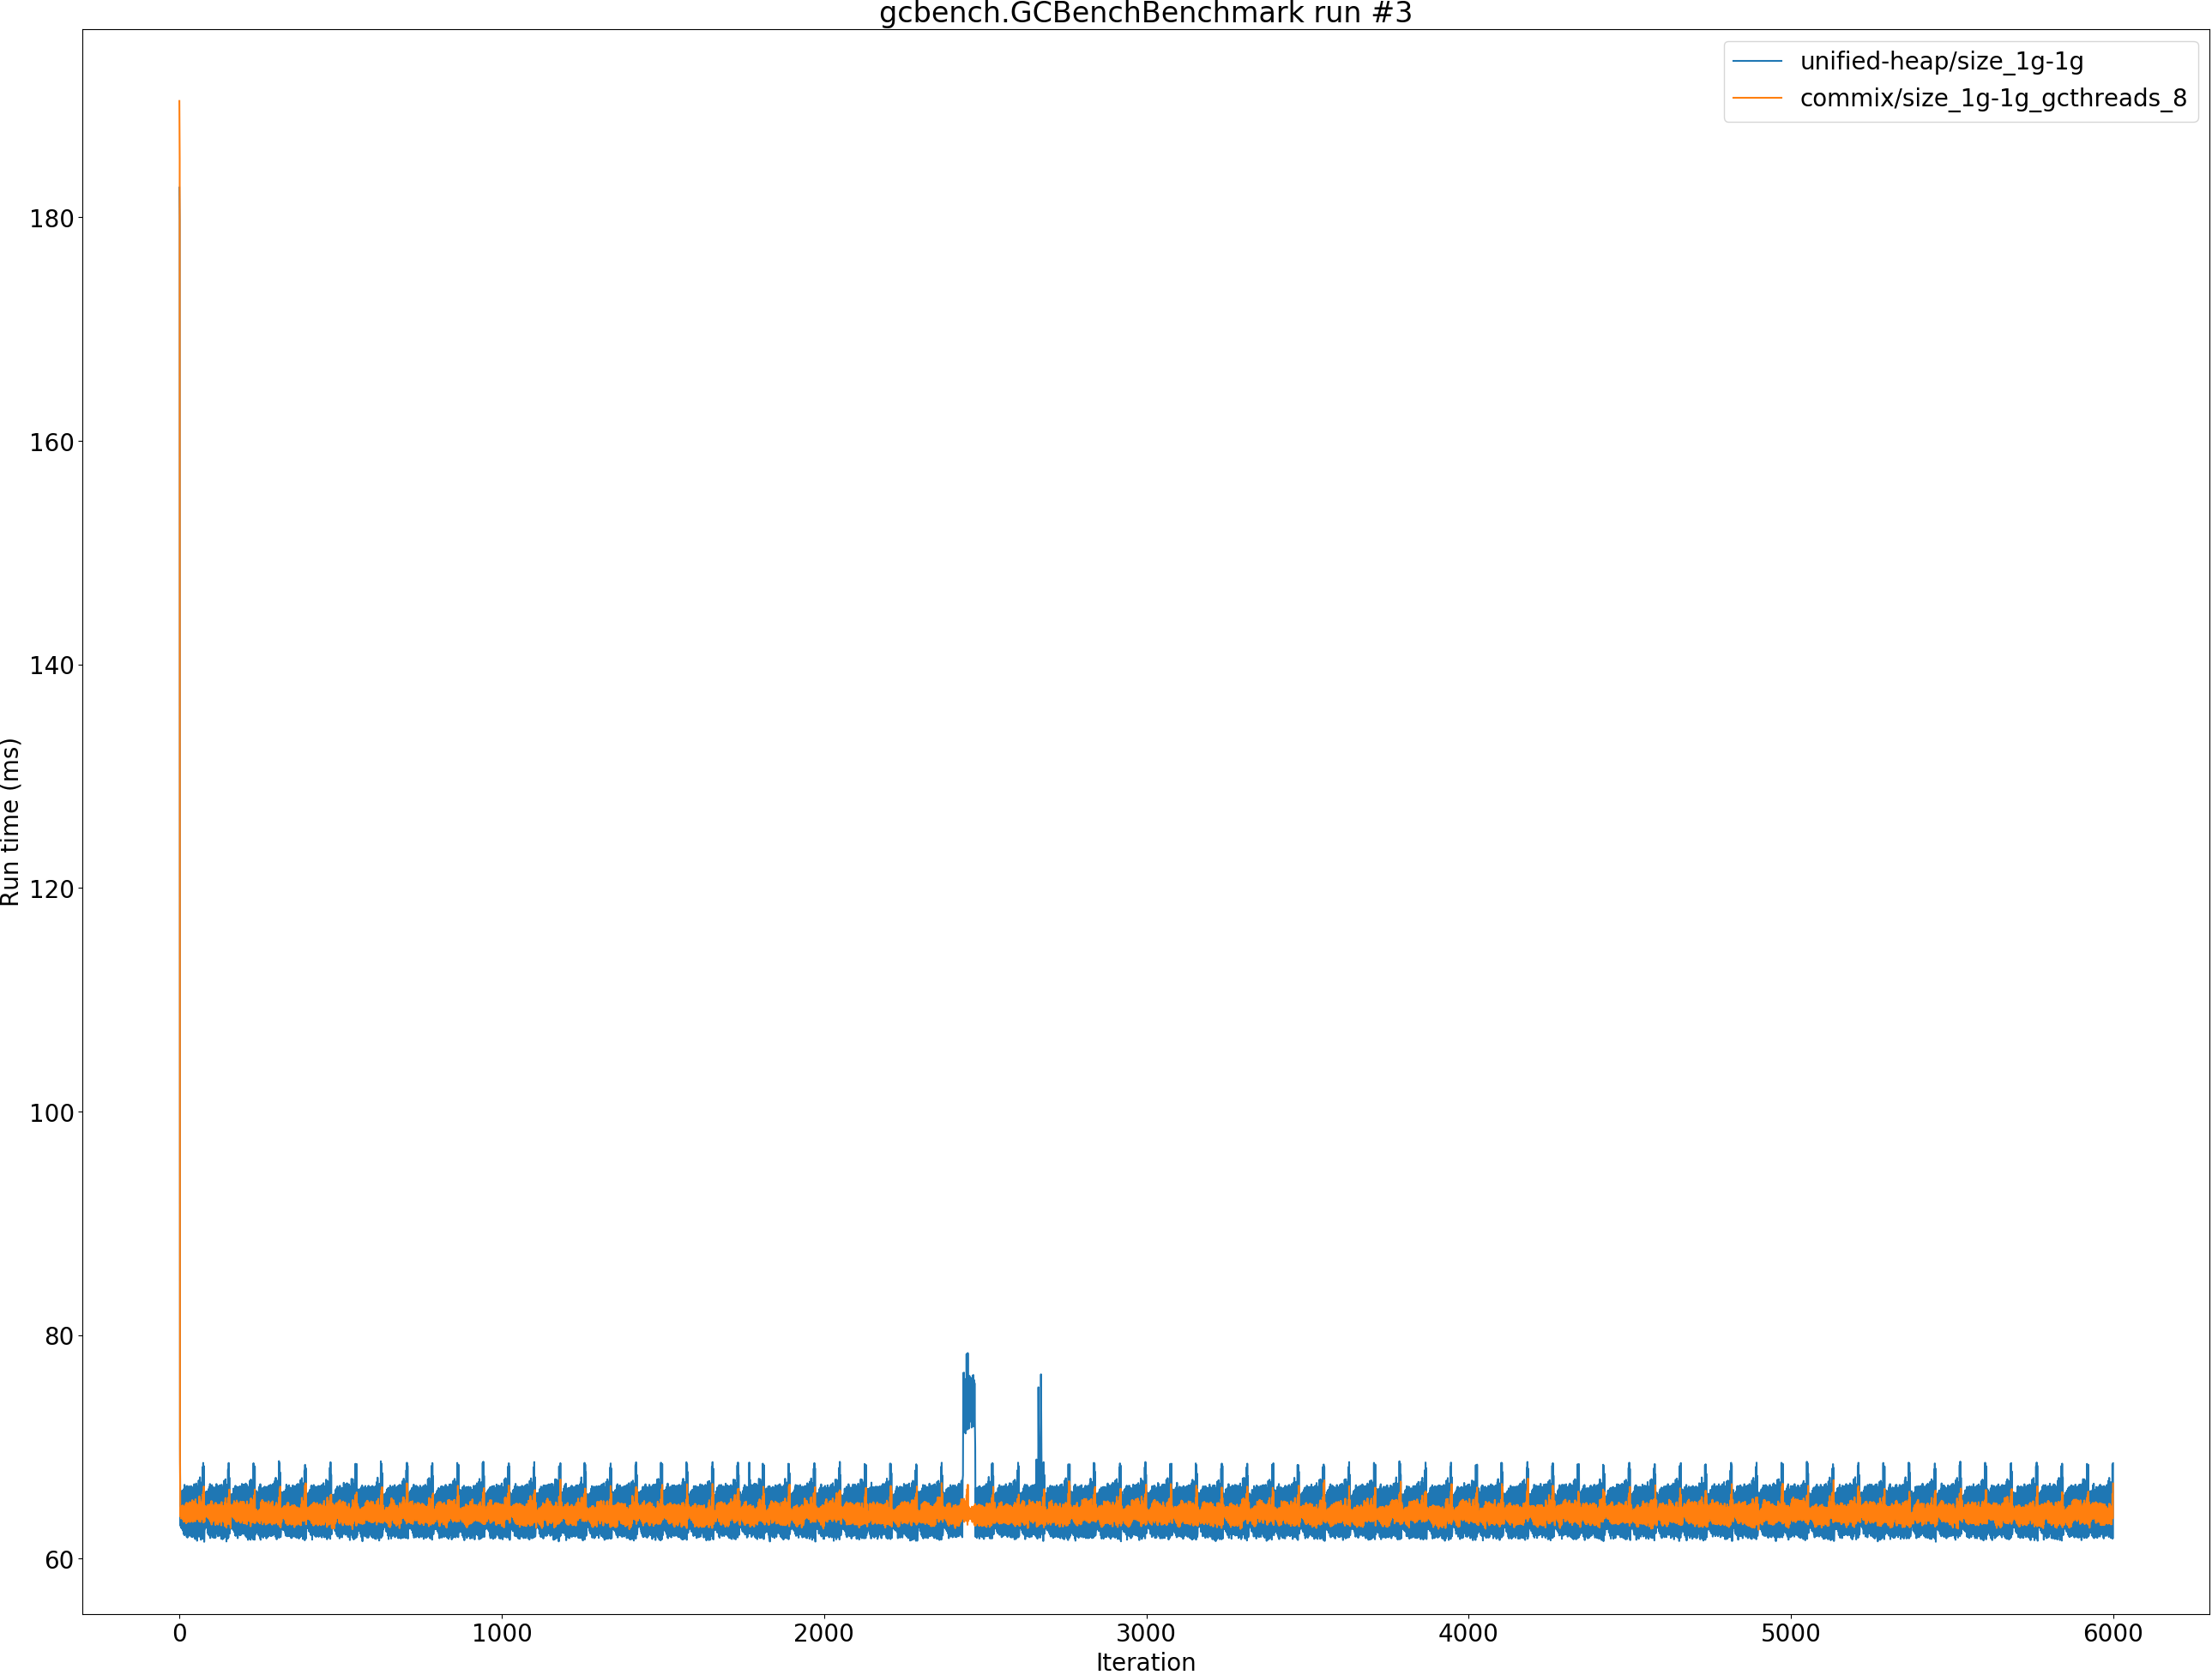 gcbench.GCBenchBenchmark run #3
unified-heap/size_1g-1g
commix/size_1g-1g_gcthreads_8
Run time (ms)
180
160
140
120
100
80
60
0 1000 2000 3000 4000 5000 6000
Iteration